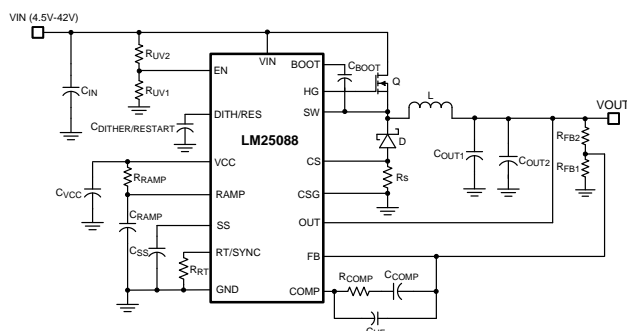 VIN (4.5V-42V)
RUV2
RUV1
CIN
CDITHER/RESTART
EN
VIN
BOOT
CBOOT
Q
HG
SW
L
VOUT
DITH/RES
LM25088
D
RFB2
COUT1
COUT2
RFB1
VCC
CS
RRAMP
Rs
CVCC
RAMP
CSG
CRAMP
SS
OUT
CSS
RT/SYNC
FB
RRT
RCOMP
CCOMP
GND
COMP